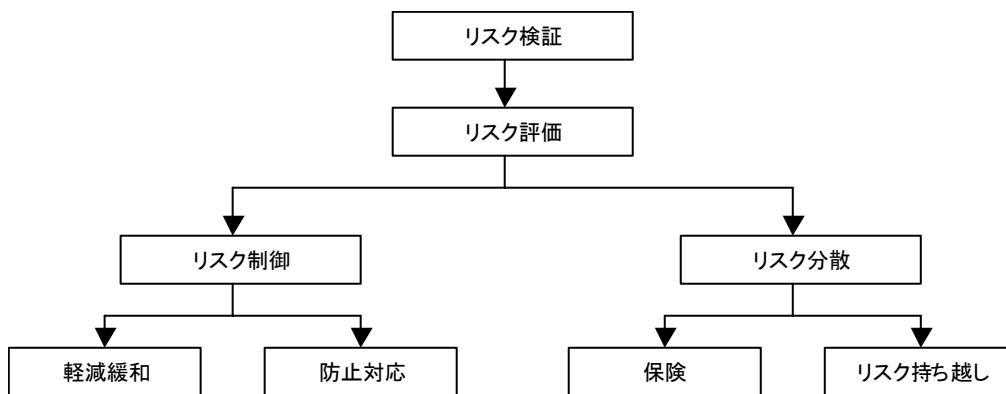 リスク検証
リスク評価
リスク制御
リスク分散
軽減緩和
防止対応
保険
リスク持ち越し